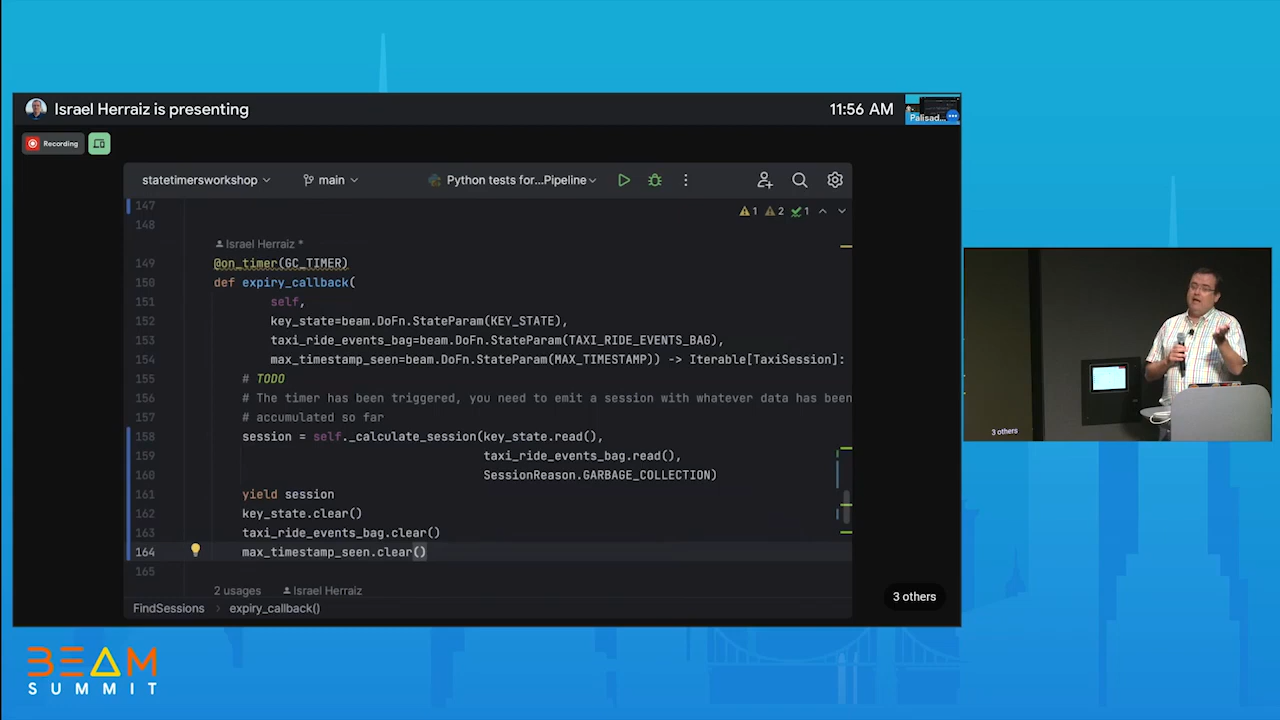 Israel Herraiz is presenting
11:56 AM
Palisad...
Recording
statetimersworkshop
main
Python tests for...Pipeline
1 2 1
147
148
Israel Herraiz *
149 @on_timer(GC_TIMER)
150 def expiry_callback(
151 self,
152 key_state=beam.DoFn.StateParam(KEY_STATE),
153 taxi_ride_events_bag=beam.DoFn.StateParam(TAXI_RIDE_EVENTS_BAG),
154 max_timestamp_seen=beam.DoFn.StateParam(MAX_TIMESTAMP)) -> Iterable[TaxiSession]:
155 # TODO
156 # The timer has been triggered, you need to emit a session with whatever data has been
157 # accumulated so far
158 session = self._calculate_session(key_state.read(),
159 taxi_ride_events_bag.read(),
160 SessionReason.GARBAGE_COLLECTION)
161 yield session
162 key_state.clear()
163 taxi_ride_events_bag.clear()
164 max_timestamp_seen.clear()
165
2 usages Israel Herraiz
FindSessions > expiry_callback()
3 others
3 others
BEAM
SUMMIT